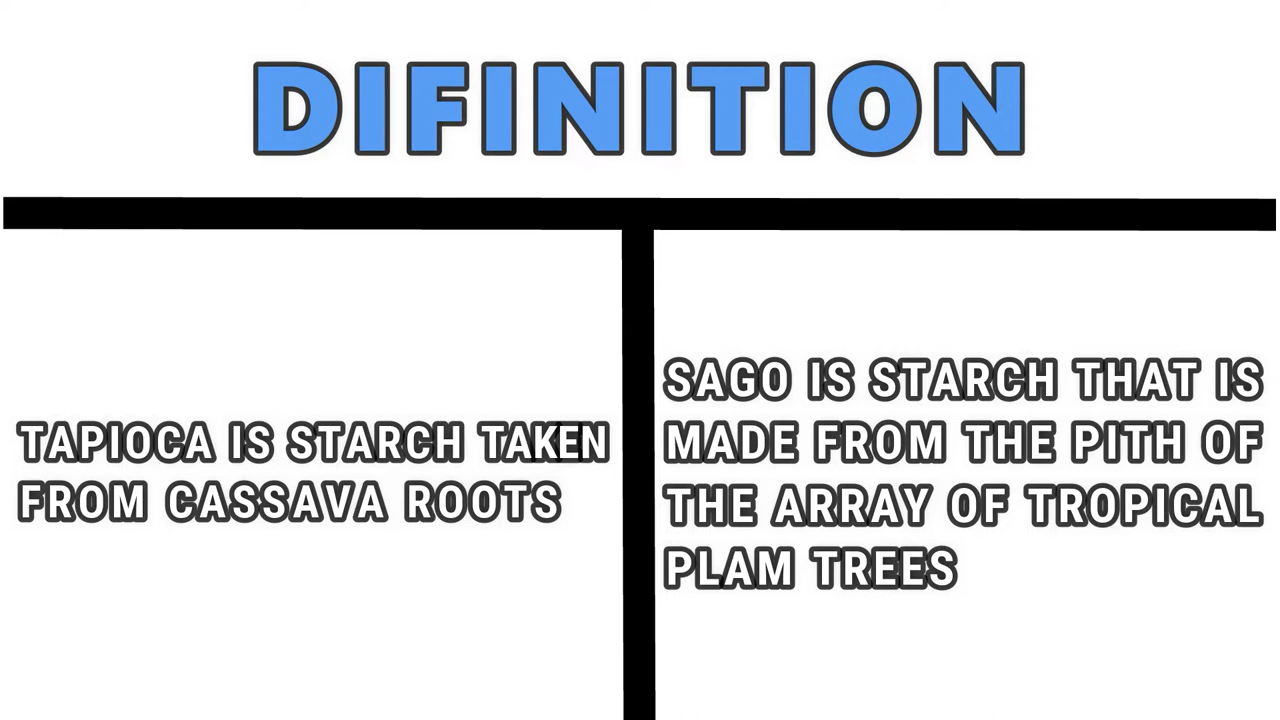 DIFINITION
TAPIOCA IS STARCH TAKEN
FROM CASSAVA ROOTS
SAGO IS STARCH THAT IS
MADE FROM THE PITH OF
THE ARRAY OF TROPICAL
PLAM TREES